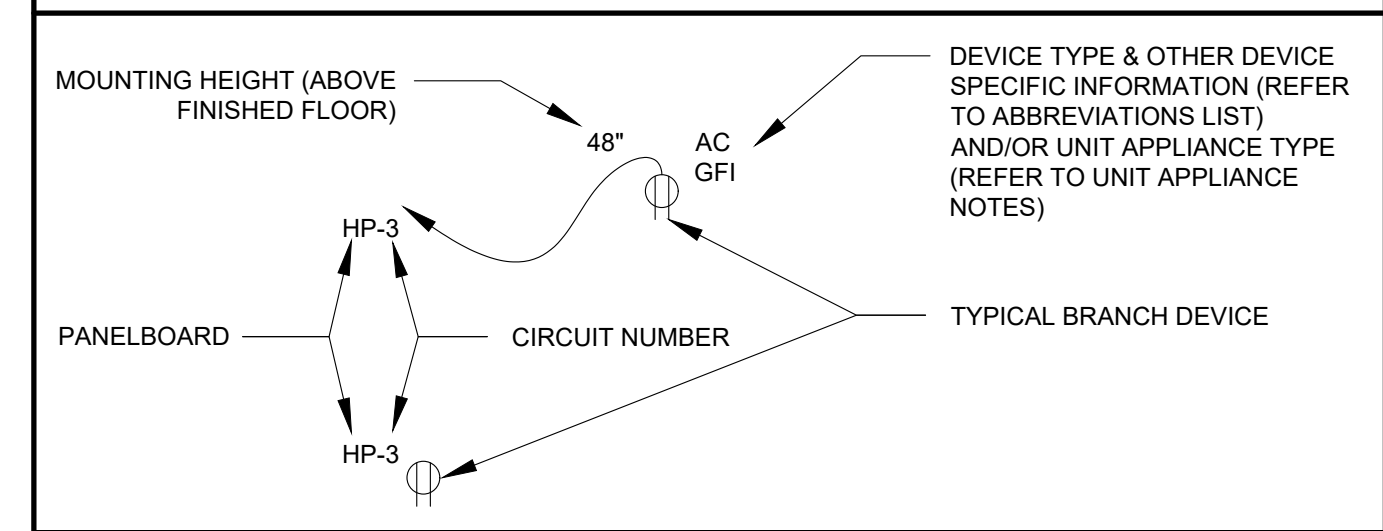 MOUNTING HEIGHT (ABOVE
FINISHED FLOOR)
48"
AC
GFI
DEVICE TYPE & OTHER DEVICE
SPECIFIC INFORMATION (REFER
TO ABBREVIATIONS LIST)
AND/OR UNIT APPLIANCE TYPE
(REFER TO UNIT APPLIANCE
NOTES)
HP-3
PANELBOARD
CIRCUIT NUMBER
TYPICAL BRANCH DEVICE
HP-3